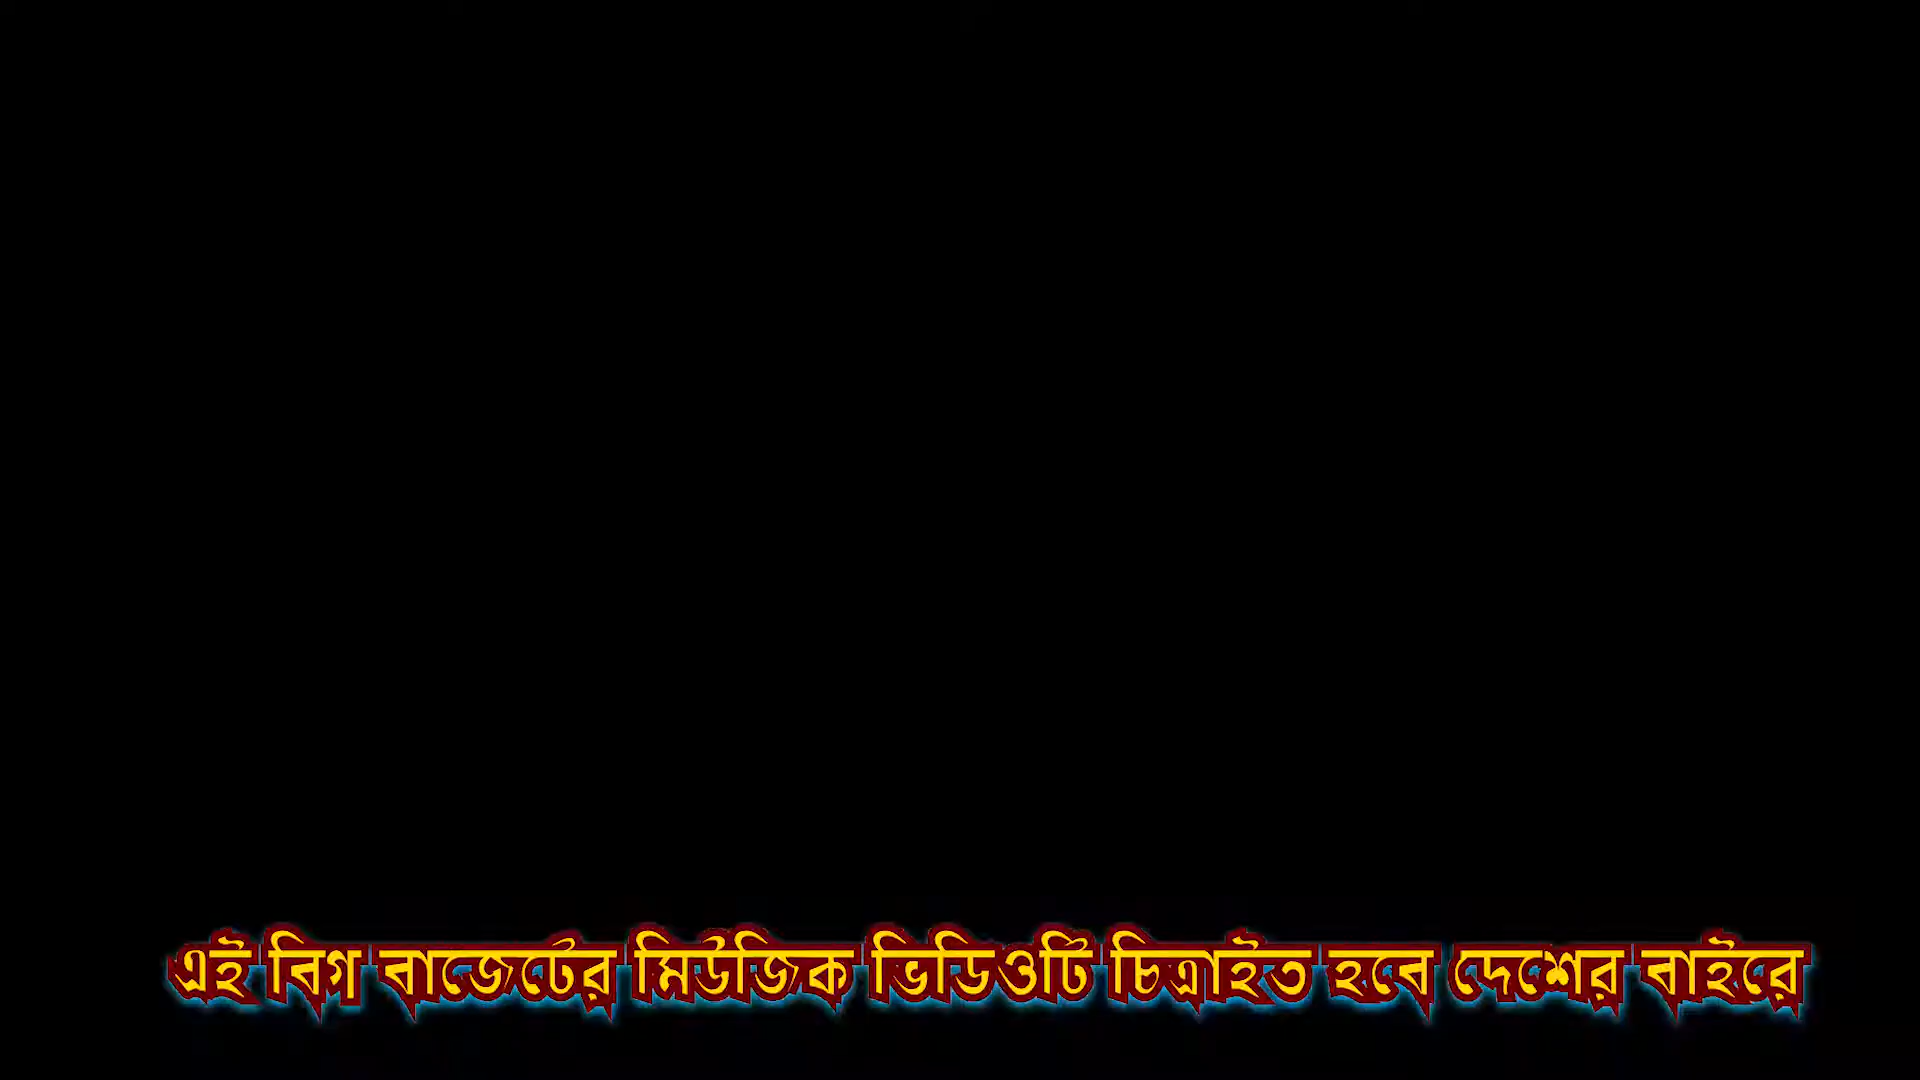 এই বিগ বাজেটের মিউজিক ভিডিওটি চিত্রাইত হবে দেশের বাইরে